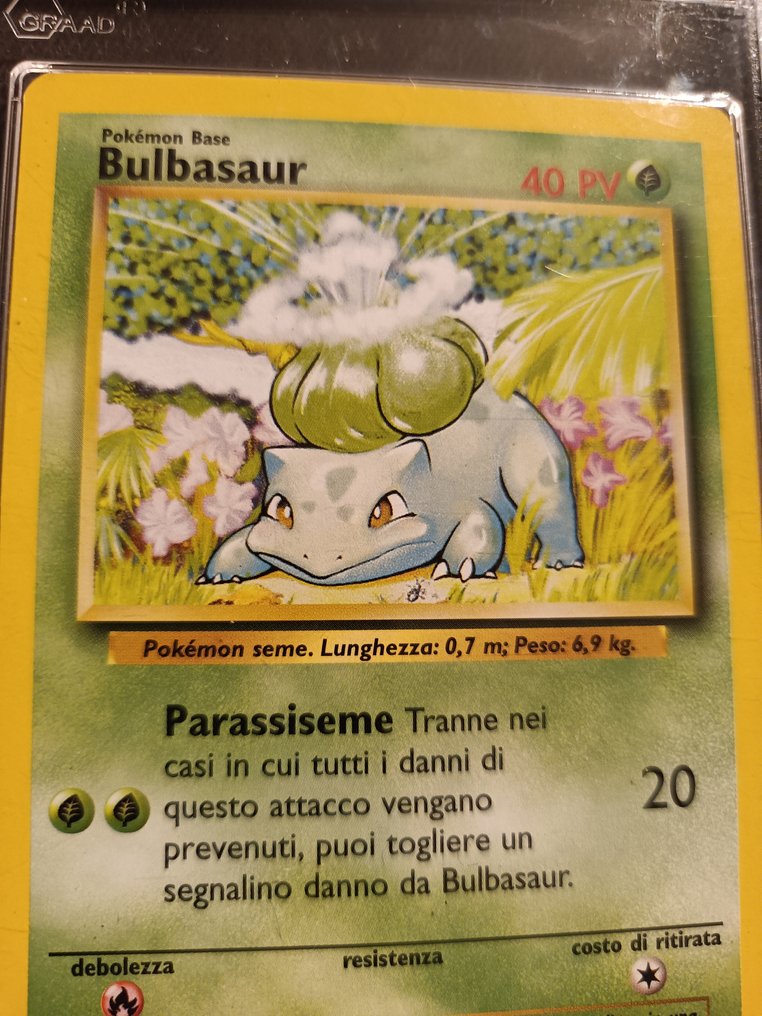 GRAAD
Pokémon Base
Bulbasaur
40 PV
Pokémon seme. Lunghezza: 0,7 m; Peso: 6,9 kg.
Parassiseme Tranne nei
casi in cui tutti i danni di
questo attacco vengano
prevenuti, puoi togliere un
segnalino danno da Bulbasaur.
20
debolezza
resistenza
costo di ritirata